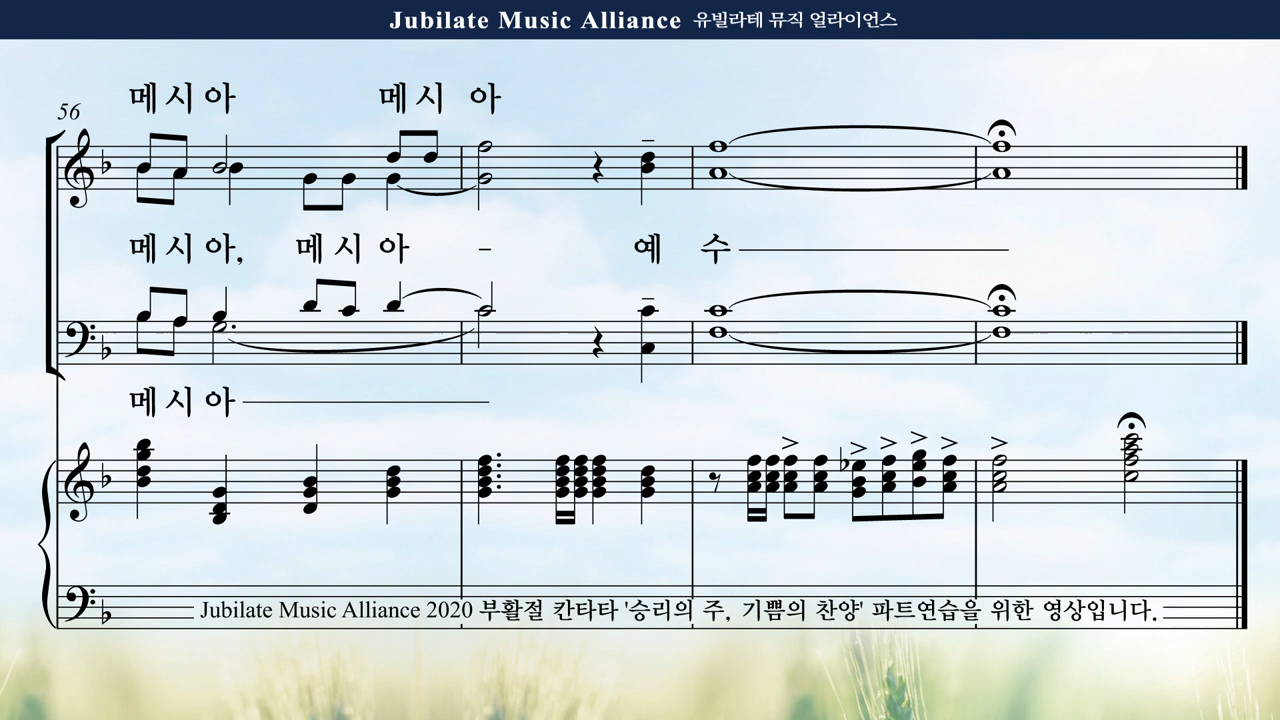 Jubilate Music Alliance 유빌라테 뮤직 얼라이언스
메 시 아 메 시 아
56
메 시 아, 메 시 아 - 예 수
메 시 아
Jubilate Music Alliance 2020 부활절 칸타타 '승리의 주, 기쁨의 찬양' 파트연습을 위한 영상입니다.